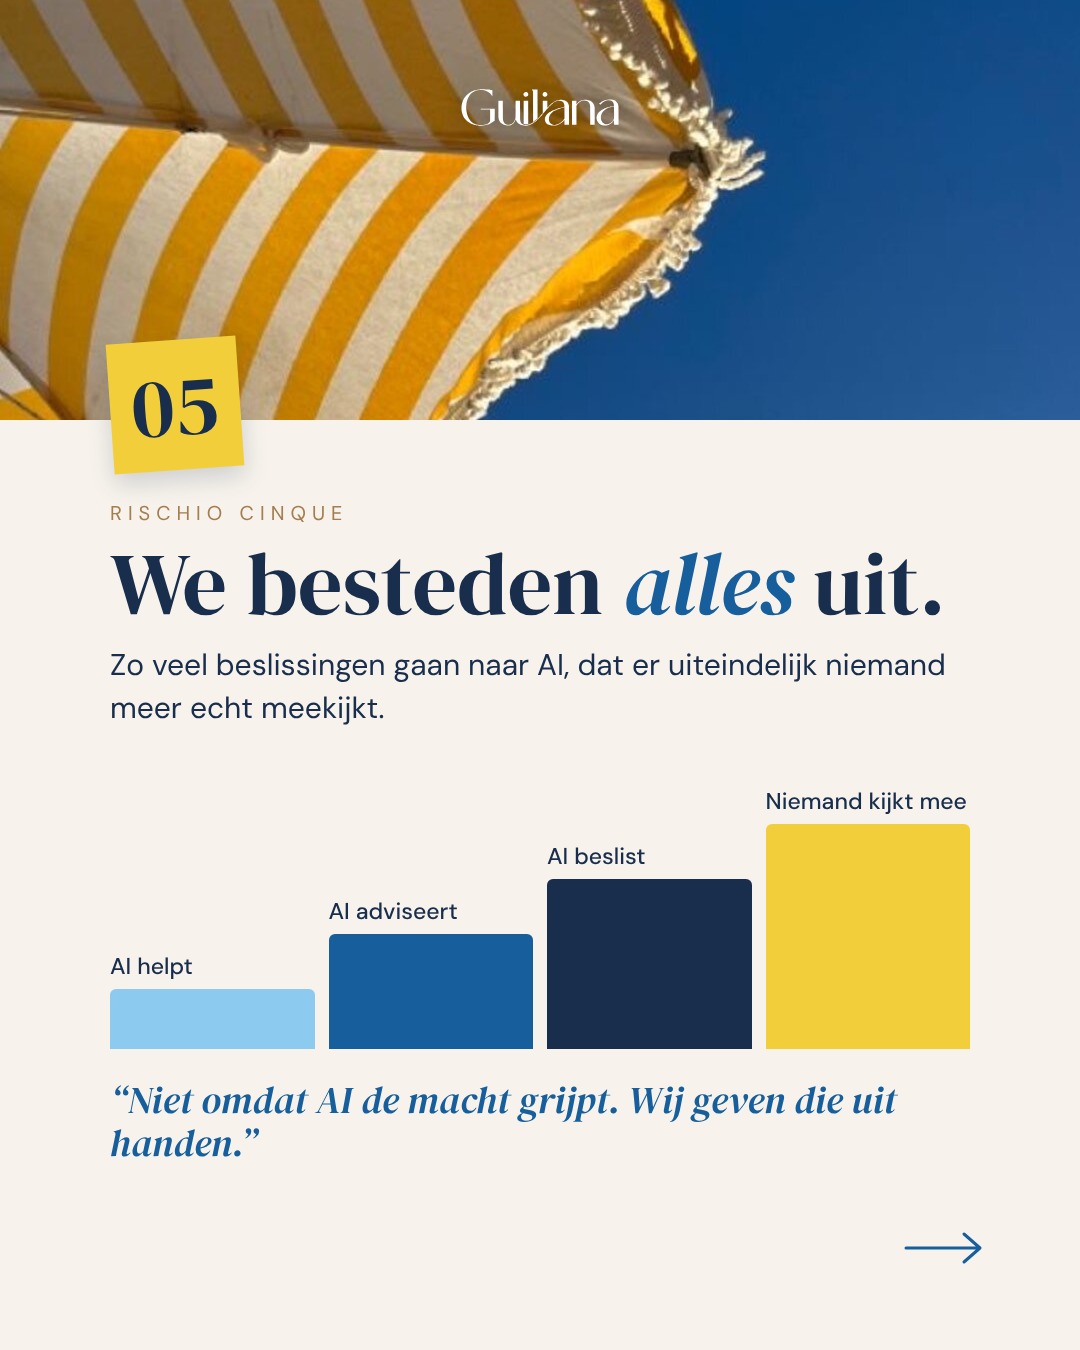 Guiliana
05
RISCHIO CINQUE
We besteden alles uit.
Zo veel beslissingen gaan naar AI, dat er uiteindelijk niemand
meer echt meekijkt.
AI helpt
AI adviseert
AI beslist
Niemand kijkt mee
“Niet omdat AI de macht grijpt. Wij geven die uit
handen.”